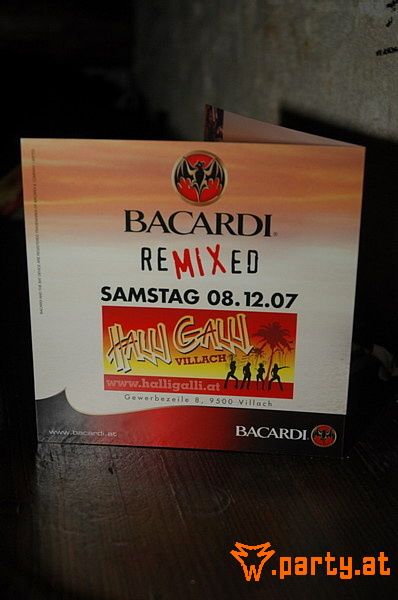 BACARDI
REMIXED
SAMSTAG 08.12.07
HALLI GALLI
VILLACH
www.halligalli.at
Gewerbezeile 8, 9500 Villach
www.bacardi.at
BACARDI
.party.at